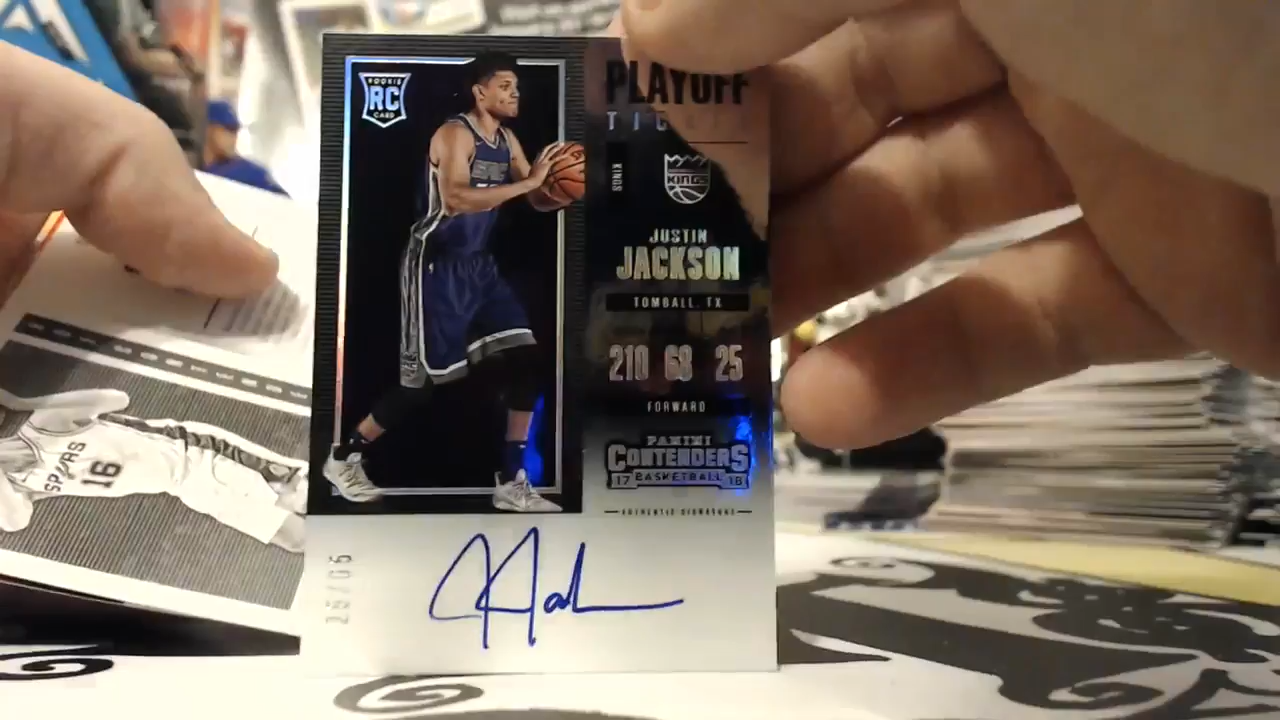 ROOKIE
RC
CARD
PLAYOFF
KINGS
KINGS
JUSTIN
JACKSON
TOMBALL, TX
210 68 25
FORWARD
PANINI
CONTENDERS
17 BASKETBALL 18
AUTHENTIC SIGNATURE
SPURS
16